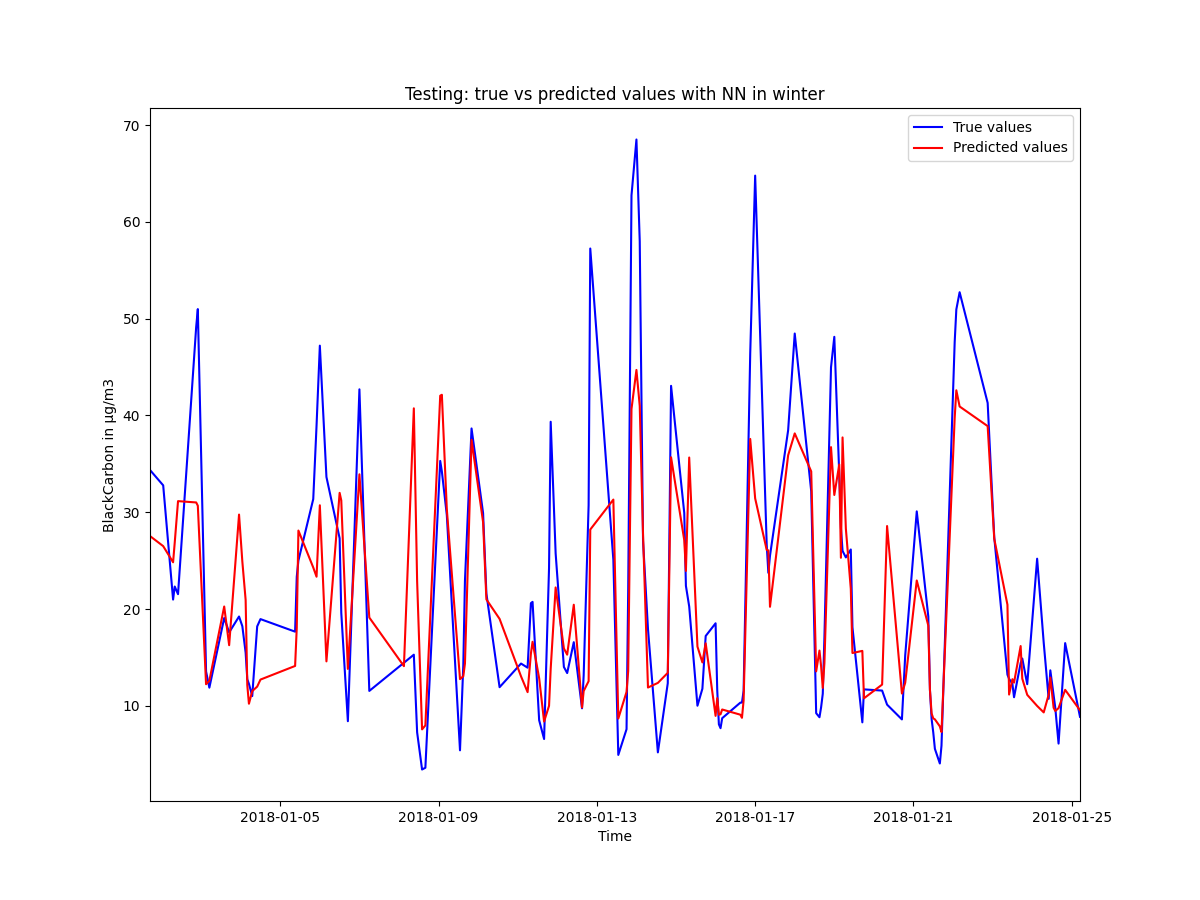 Testing: true vs predicted values with NN in winter
True values
Predicted values
70
60
50
40
30
20
10
BlackCarbon in µg/m3
2018-01-05
2018-01-09
2018-01-13
2018-01-17
2018-01-21
2018-01-25
Time